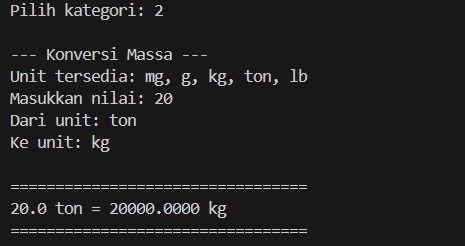 Pilih kategori: 2
--- Konversi Massa ---
Unit tersedia: mg, g, kg, ton, lb
Masukkan nilai: 20
Dari unit: ton
Ke unit: kg
=================================
20.0 ton = 20000.0000 kg
=================================